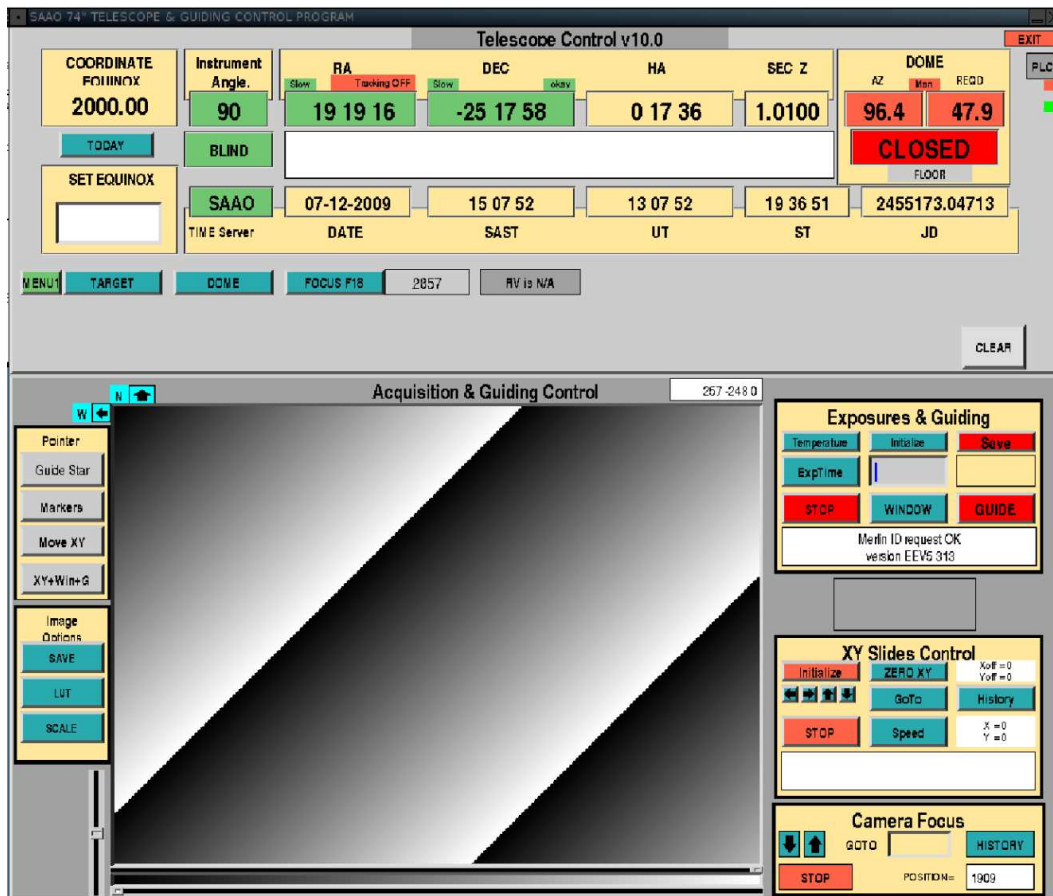 SAAO 74" TELESCOPE & GUIDING CONTROL PROGRAM
Telescope Control v10.0
EXIT
COORDINATE
EQUINOX
2000.00
TODAY
SET EQUINOX
Instrument
Angle.
90
BLIND
RA
Slow Tracking OFF
19 19 16
DEC
Slow okay
-25 17 58
HA
0 17 36
SEC Z
1.0100
DOME
AZ Man REQD
96.4 47.9
CLOSED
FLOOR
PLC
SAAO 07-12-2009 15 07 52 13 07 52 19 36 51 2455173.04713
TIME Server DATE SAST UT ST JD
MENU1 TARGET DOME FOCUS F18 2857 RV is N/A
CLEAR
N
W
Acquisition & Guiding Control
257 -248 0
Pointer
Guide Star
Markers
Move XY
XY+Win+G
Image
Options
SAVE
LUT
SCALE
Exposures & Guiding
Temperature Initialize Save
ExpTime
STOP WINDOW GUIDE
Merlin ID request OK
version EEV5 313
XY Slides Control
Initialize ZERO XY
Xoff =0
Yoff =0
GoTo History
STOP Speed
X =0
Y =0
Camera Focus
GOTO HISTORY
STOP POSITION= 1909